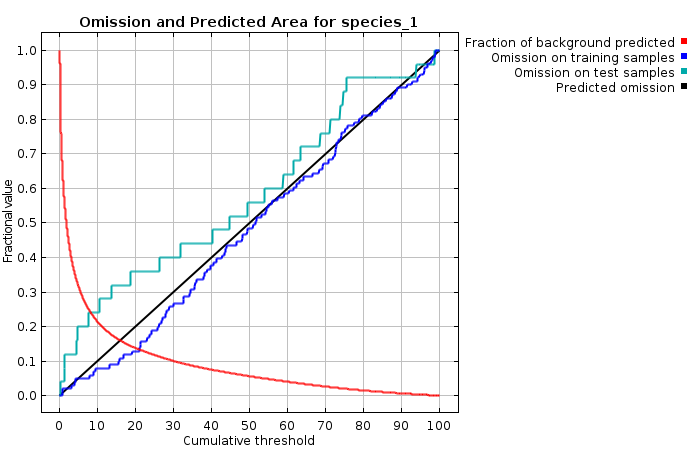 Omission and Predicted Area for species_1
Fraction of background predicted
Omission on training samples
Omission on test samples
Predicted omission
Fractional value
1.0
0.9
0.8
0.7
0.6
0.5
0.4
0.3
0.2
0.1
0.0
0 10 20 30 40 50 60 70 80 90 100
Cumulative threshold